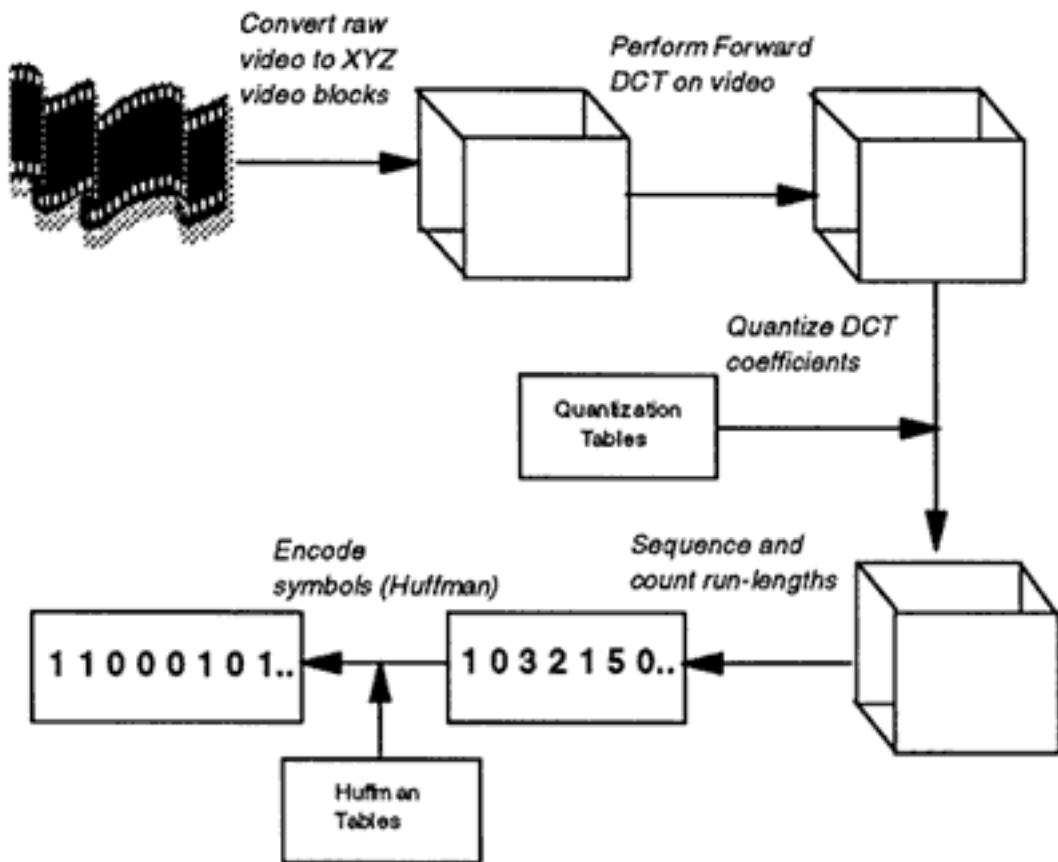 Convert raw
video to XYZ
video blocks
Perform Forward
DCT on video
Quantize DCT
coefficients
Quantization
Tables
Sequence and
count run-lengths
Encode
symbols (Huffman)
1 0 3 2 1 5 0..
1 1 0 0 0 1 0 1..
Huffman
Tables